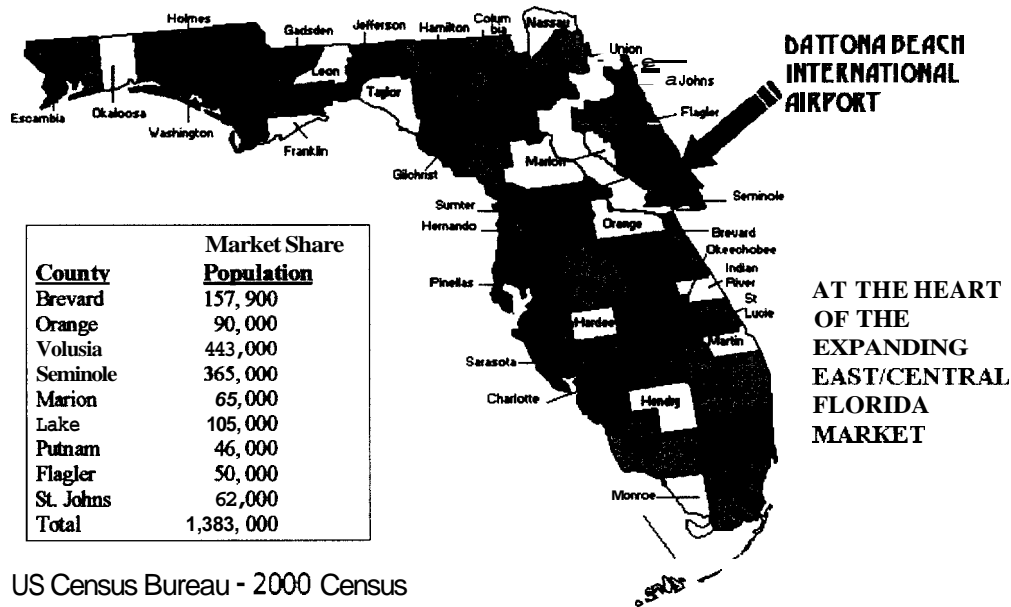 Holmes
Gadsden
Jefferson
Hamilton
Colum
bia
Nassau
Union
Johns
Flagler
Leon
Taylor
Escambia
Okaloosa
Washington
Franklin
Gilchrist
Marion
Seminole
Sumter
Hernando
Orange
Brevard
Okeechobee
Indian
River
St
Lucie
Pinellas
Hardee
Martin
Sarasota
Charlotte
Hendry
Monroe
DATTONA BEACH
INTERNATIONAL
AIRPORT
AT THE HEART
OF THE
EXPANDING
EAST/CENTRAL
FLORIDA
MARKET
Market Share
County Population
Brevard 157, 900
Orange 90, 000
Volusia 443,000
Seminole 365,000
Marion 65,000
Lake 105,000
Putnam 46,000
Flagler 50,000
St. Johns 62,000
Total 1,383, 000
US Census Bureau - 2000 Census